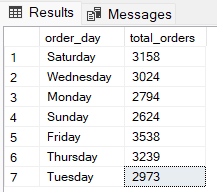 Results Messages
order_day total_orders
1 Saturday 3158
2 Wednesday 3024
3 Monday 2794
4 Sunday 2624
5 Friday 3538
6 Thursday 3239
7 Tuesday 2973